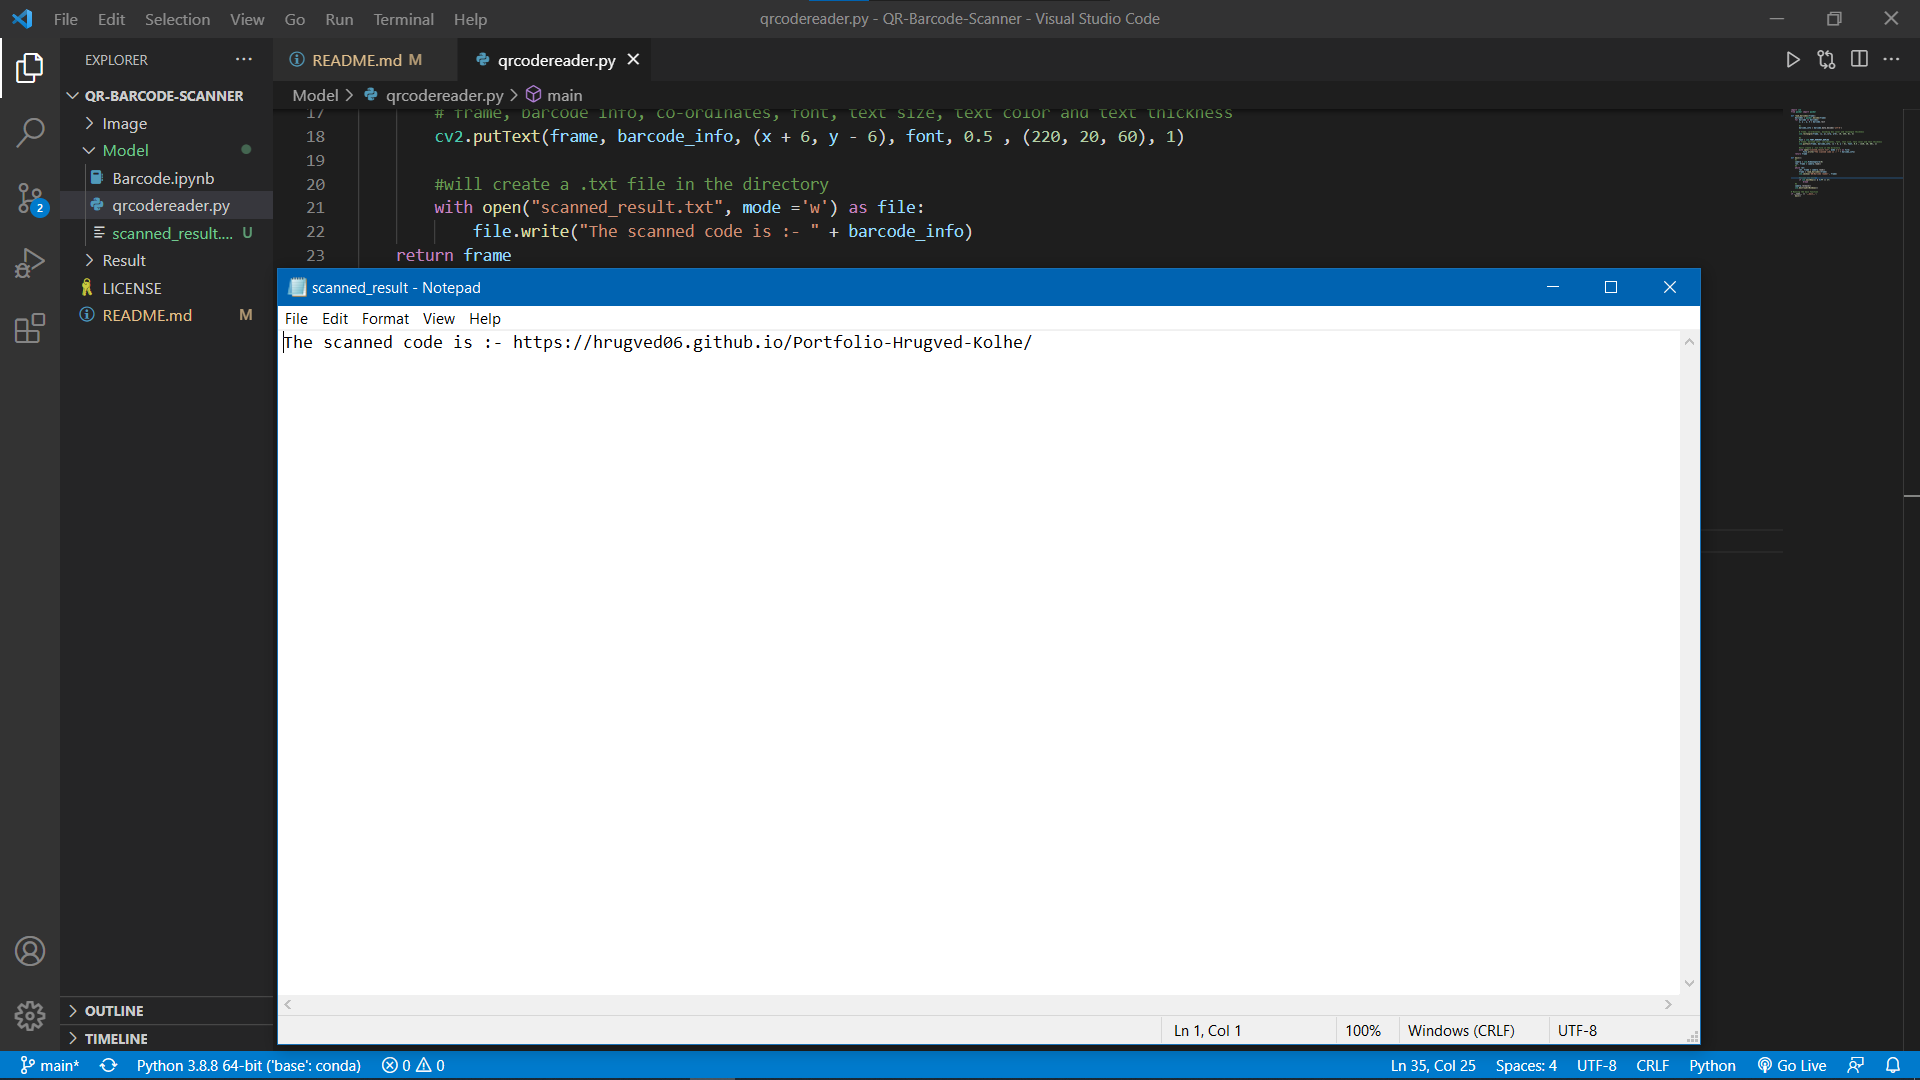 File Edit Selection View Go Run Terminal Help
qrcodereader.py - QR-Barcode-Scanner - Visual Studio Code
EXPLORER
README.md M
qrcodereader.py
QR-BARCODE-SCANNER
Model > qrcodereader.py > main
Image
Model
Barcode.ipynb
qrcodereader.py
scanned_result.... U
Result
LICENSE
README.md M
2
17 # frame, barcode info, co-ordinates, font, text size, text color and text thickness
18 cv2.putText(frame, barcode_info, (x + 6, y - 6), font, 0.5 , (220, 20, 60), 1)
19
20 #will create a .txt file in the directory
21 with open("scanned_result.txt", mode ='w') as file:
22 file.write("The scanned code is :- " + barcode_info)
23 return frame
scanned_result - Notepad
File Edit Format View Help
The scanned code is :- https://hrugved06.github.io/Portfolio-Hrugved-Kolhe/
Ln 1, Col 1 100% Windows (CRLF) UTF-8
OUTLINE
TIMELINE
main* Python 3.8.8 64-bit ('base': conda) 0 0 Ln 35, Col 25 Spaces: 4 UTF-8 CRLF Python Go Live